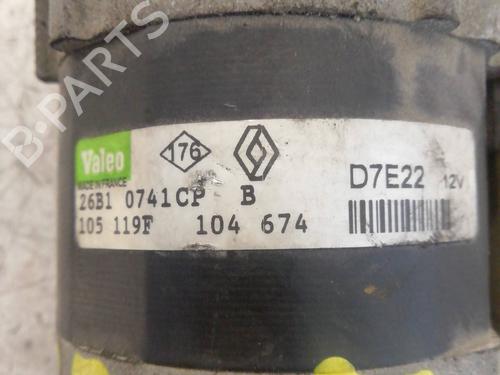 Valeo
MADE IN FRANCE
176
D7E22 12V
26B1 0741CP B
105 119F 104 674
B-PARTS